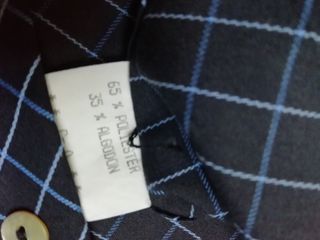 65 % POLIESTER
35 % ALGODON